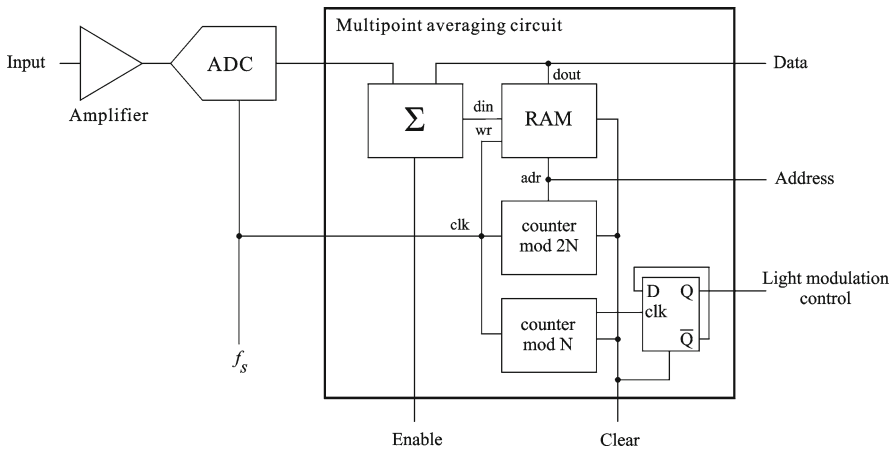 Multipoint averaging circuit
Input
ADC
Data
dout
Amplifier
Σ
din
RAM
wr
adr
Address
clk
counter
mod 2N
Light modulation
control
D Q
clk
Q̅
counter
mod N
fs
Enable
Clear